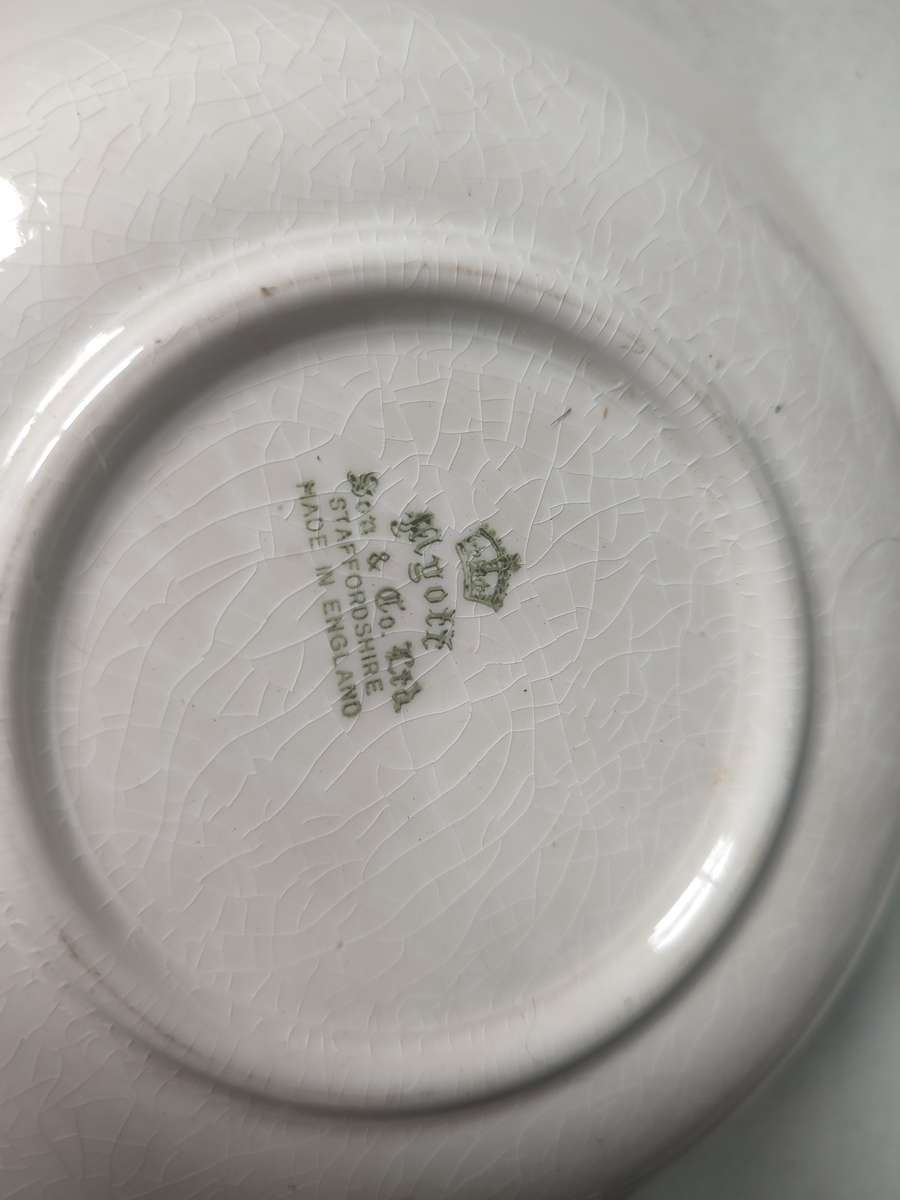 Myott
Son & Co. Ltd
STAFFORDSHIRE
MADE IN ENGLAND